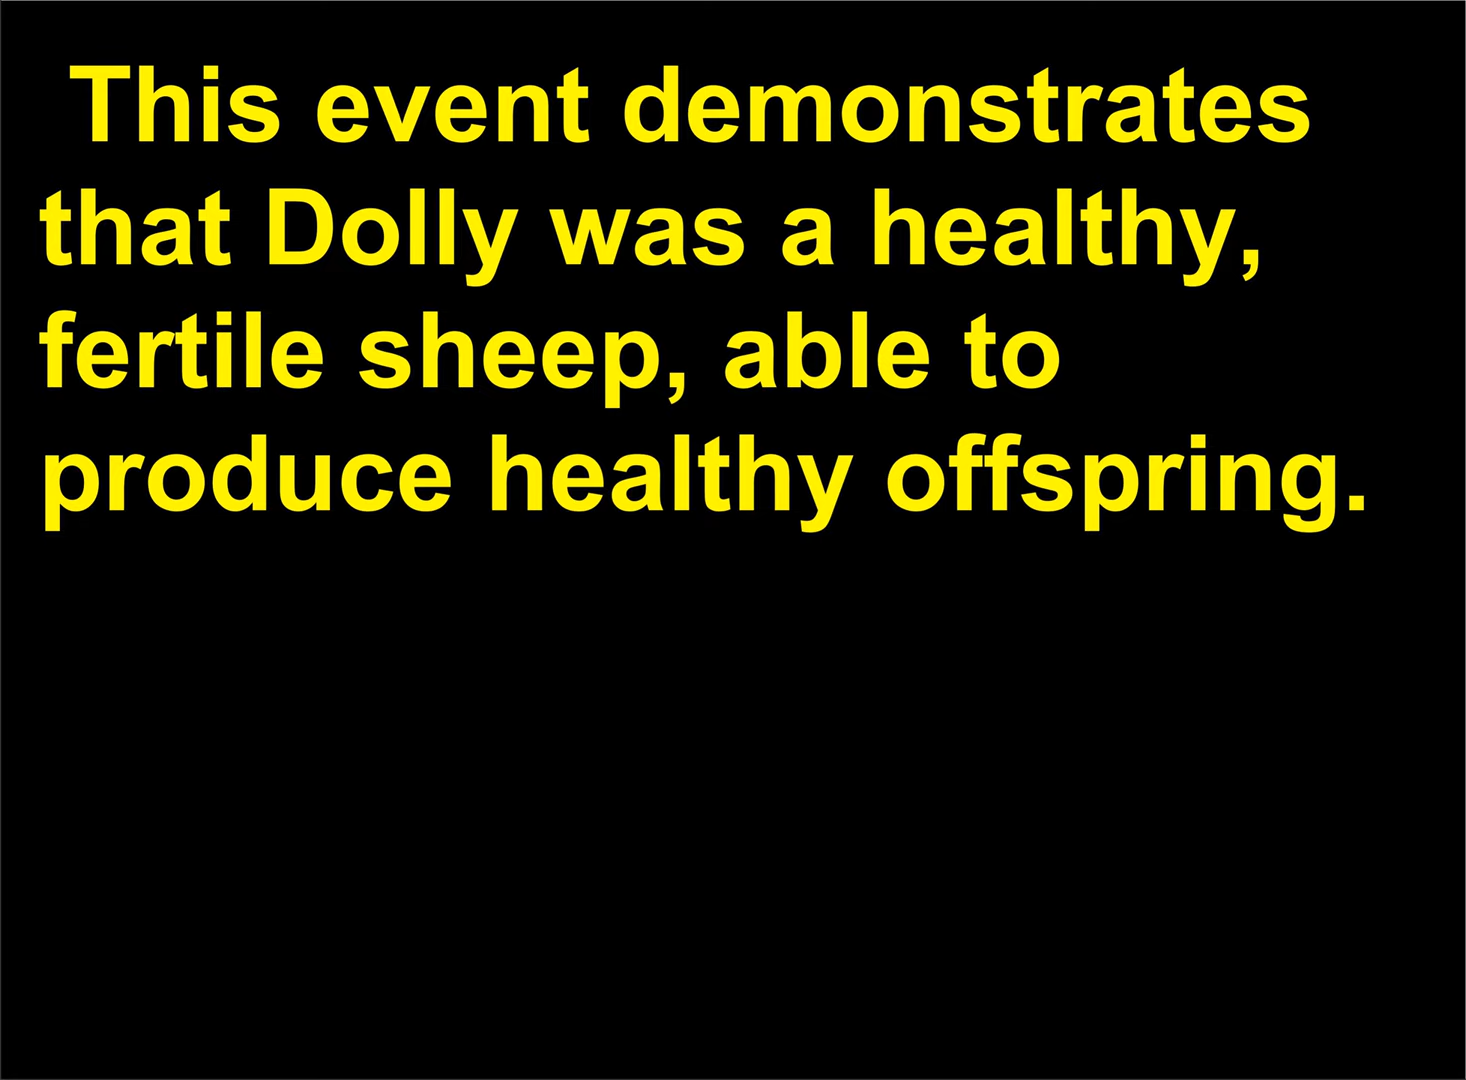 This event demonstrates
that Dolly was a healthy,
fertile sheep, able to
produce healthy offspring.